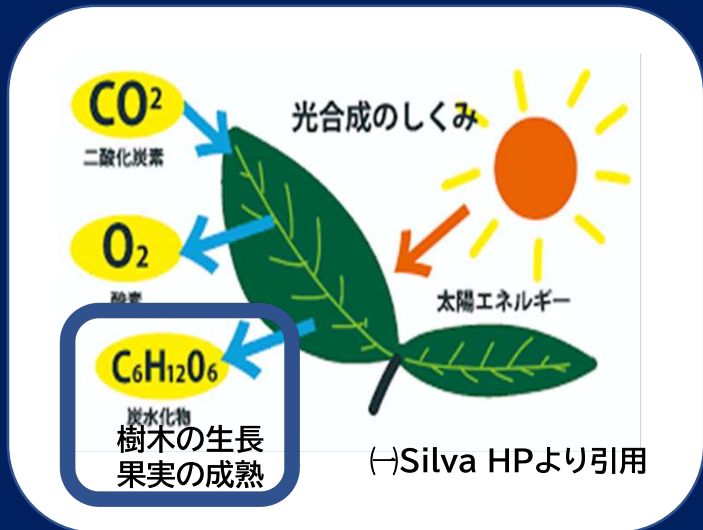 光合成のしくみ
CO²
二酸化炭素
O₂
酸素
太陽エネルギー
C₆H₁₂O₆
炭水化物
樹木の生長
果実の成熟
㈠Silva HPより引用